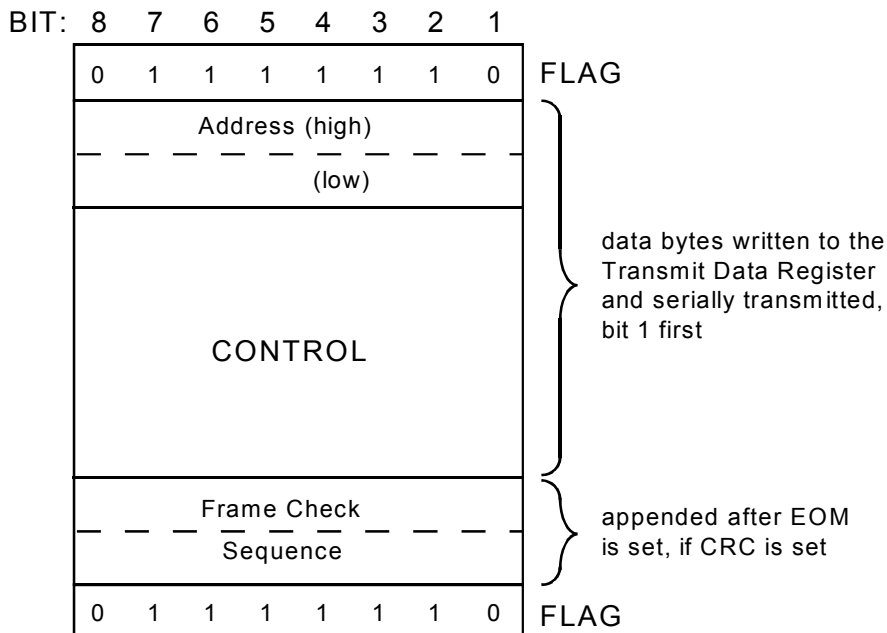 BIT: 8 7 6 5 4 3 2 1
0 1 1 1 1 1 1 0 FLAG
Address (high)
(low)
data bytes written to the
Transmit Data Register
and serially transmitted,
bit 1 first
CONTROL
Frame Check
Sequence
appended after EOM
is set, if CRC is set
0 1 1 1 1 1 1 0 FLAG